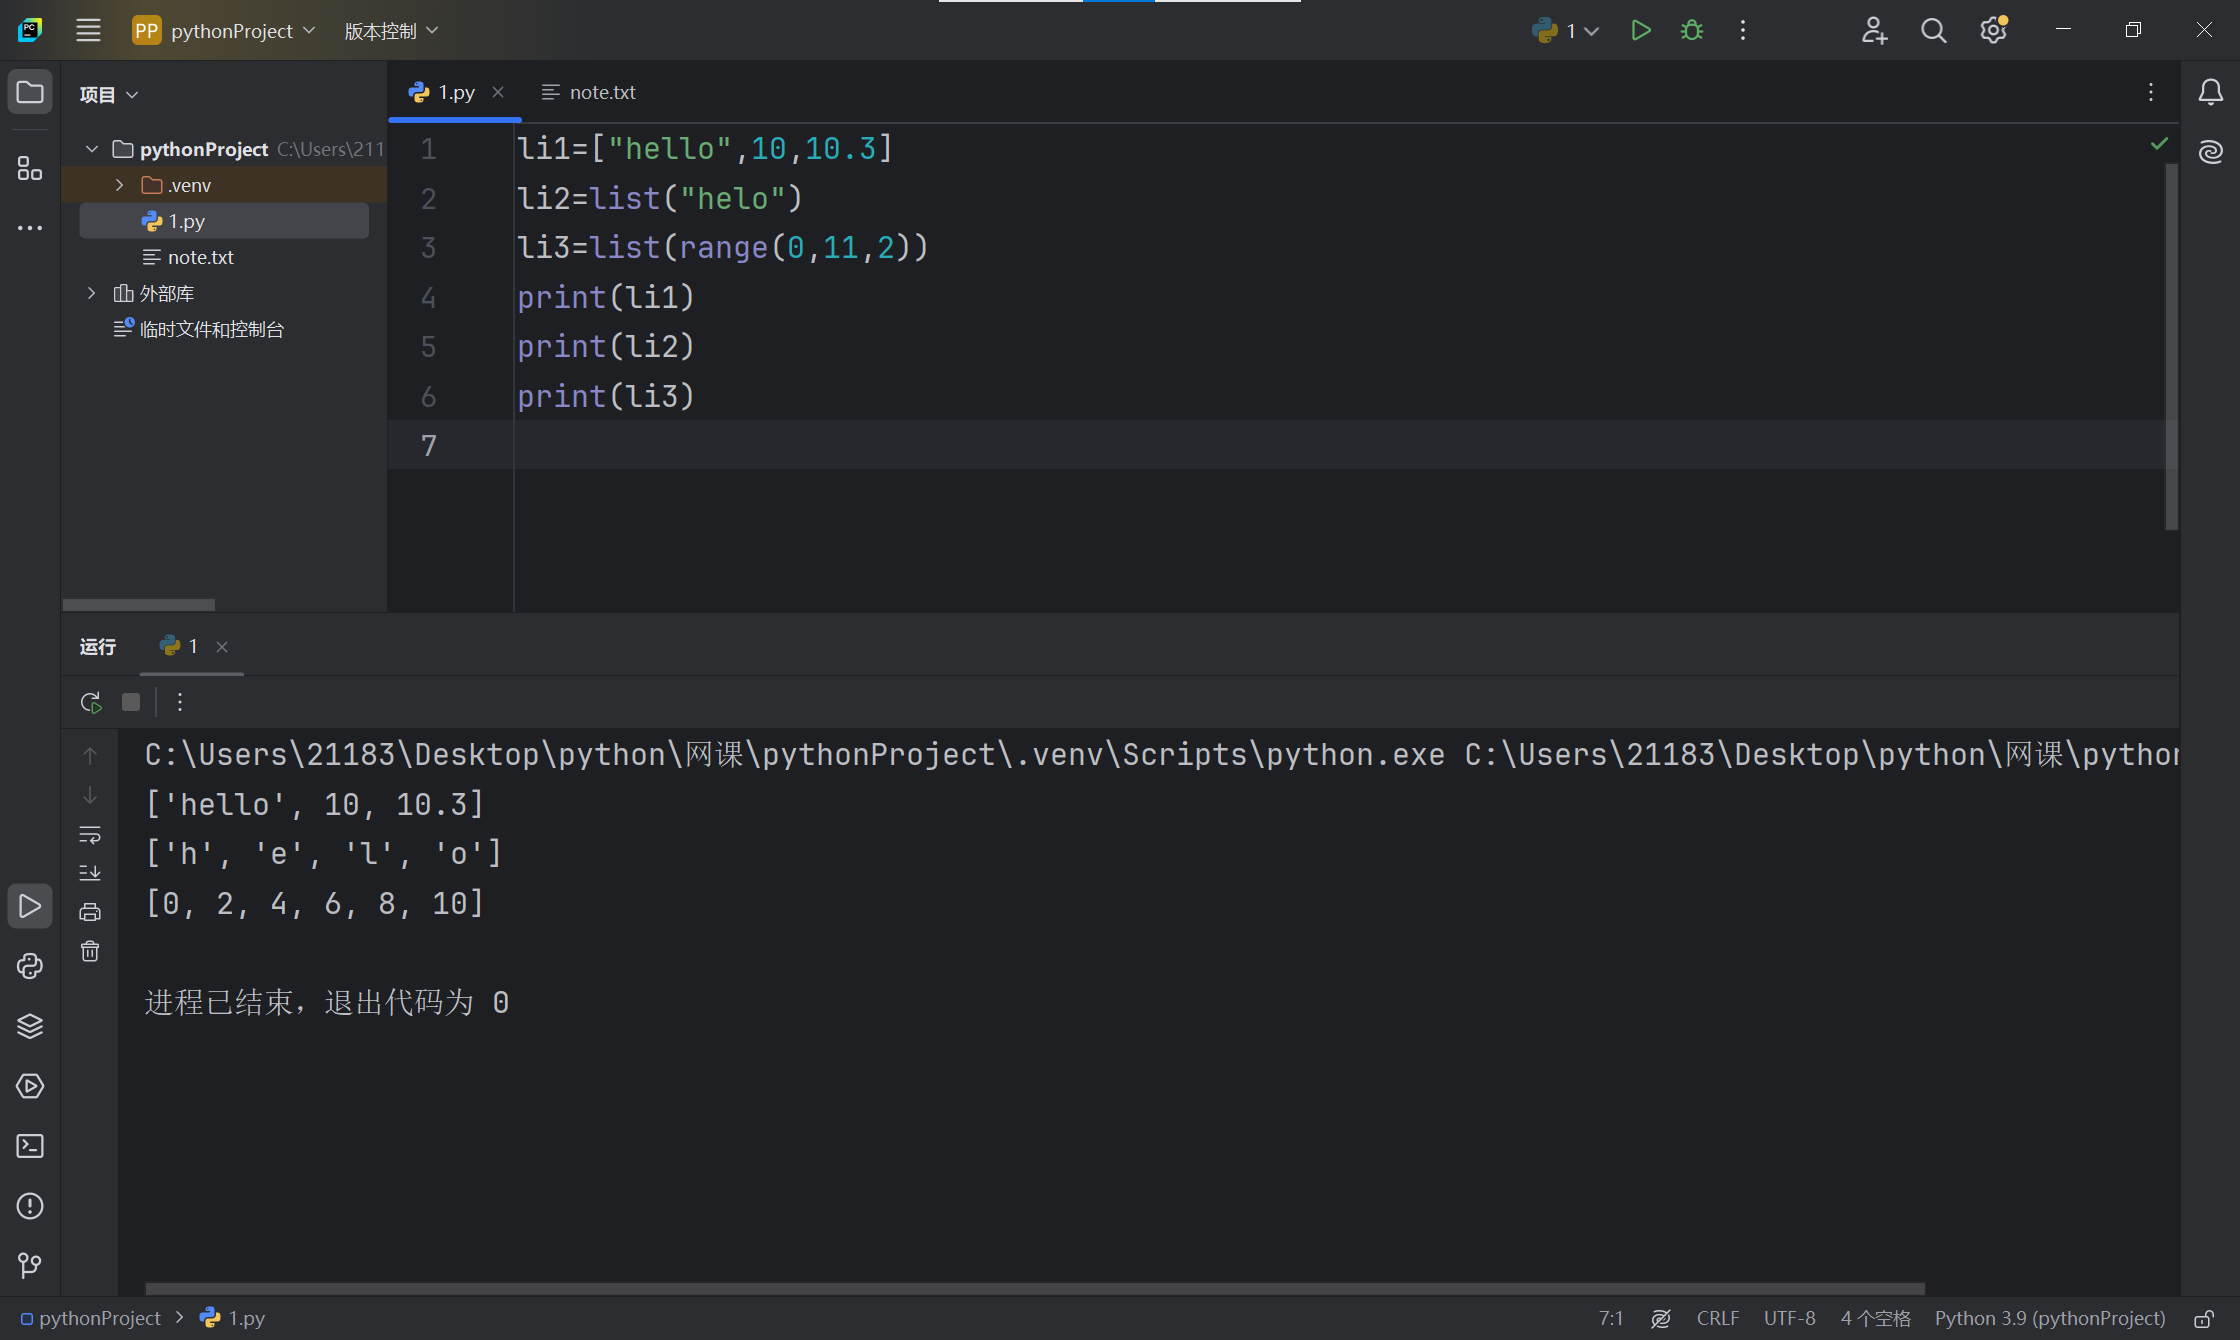 PC
PP pythonProject 版本控制
1
项目
1.py
note.txt
pythonProject C:\Users\211
.venv
1.py
note.txt
外部库
临时文件和控制台
1 li1=["hello",10,10.3]
2 li2=list("helo")
3 li3=list(range(0,11,2))
4 print(li1)
5 print(li2)
6 print(li3)
7
运行 1
C:\Users\21183\Desktop\python\网课\pythonProject\.venv\Scripts\python.exe C:\Users\21183\Desktop\python\网课\python
['hello', 10, 10.3]
['h', 'e', 'l', 'o']
[0, 2, 4, 6, 8, 10]
进程已结束，退出代码为 0
pythonProject 1.py
7:1 CRLF UTF-8 4 个空格 Python 3.9 (pythonProject)